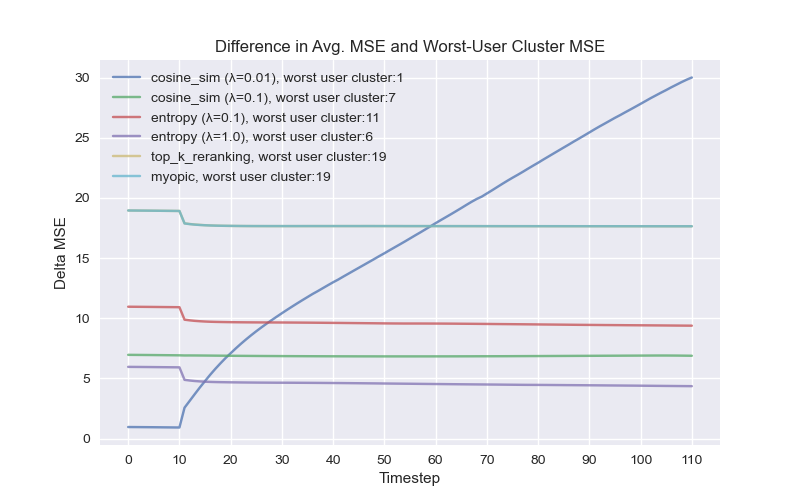 Difference in Avg. MSE and Worst-User Cluster MSE
30
25
20
15
10
5
0
Delta MSE
cosine_sim (λ=0.01), worst user cluster:1
cosine_sim (λ=0.1), worst user cluster:7
entropy (λ=0.1), worst user cluster:11
entropy (λ=1.0), worst user cluster:6
top_k_reranking, worst user cluster:19
myopic, worst user cluster:19
0 10 20 30 40 50 60 70 80 90 100 110
Timestep